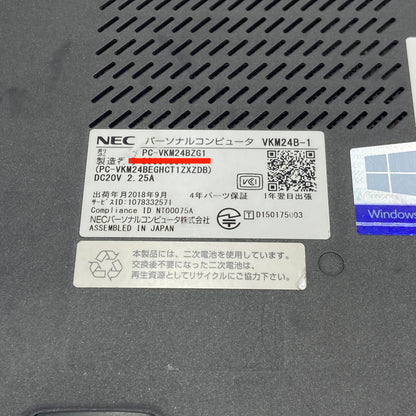 NEC パーソナルコンピュータ VKM24B-1
PC-VKM24BZG1
製造
(PC-VKM24BEGHCT1ZXZDB)
DC20V 2.25A
出荷年月2018年9月 4年パーツ保証 1年翌日出張
サービスID:1078332571
Compliance ID NT00075A
NECパーソナルコンピュータ株式会社
ASSEMBLED IN JAPAN
VCCI
T D150175003
本製品には、二次電池を使用しています。
交換後不要になった二次電池は、
再生資源としてリサイクルにご協力下さい。
Windows